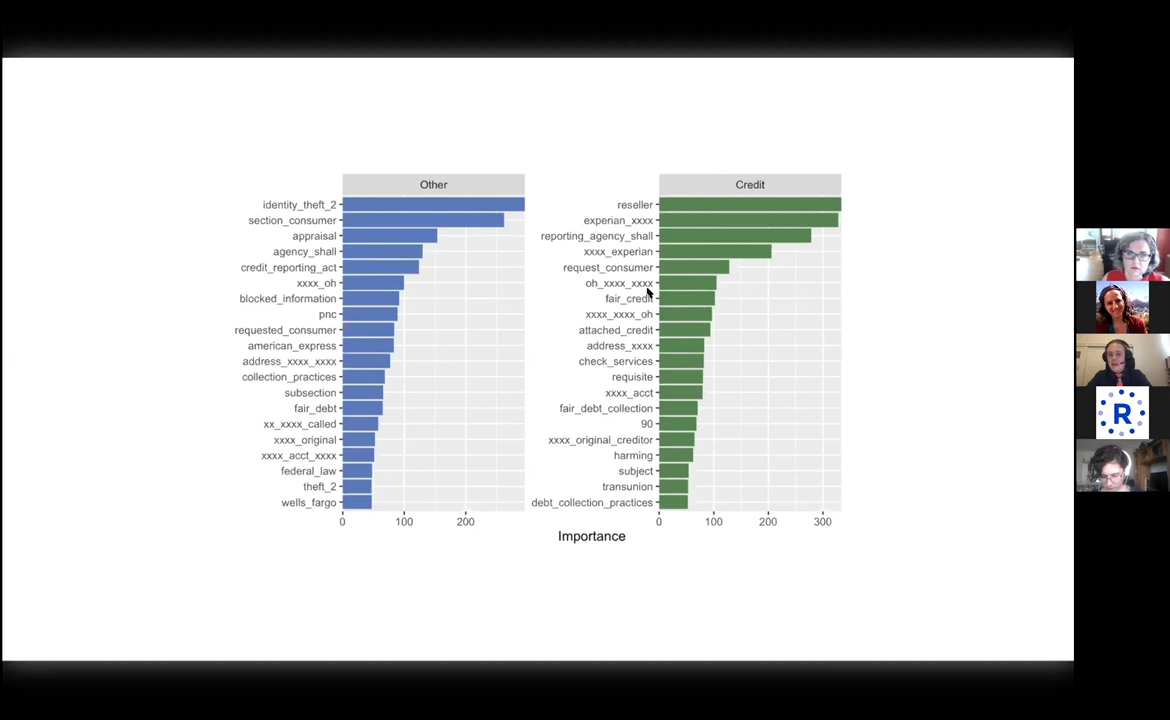 Other
identity_theft_2
section_consumer
appraisal
agency_shall
credit_reporting_act
xxxx_oh
blocked_information
pnc
requested_consumer
american_express
address_xxxx_xxxx
collection_practices
subsection
fair_debt
xx_xxxx_called
xxxx_original
xxxx_acct_xxxx
federal_law
theft_2
wells_fargo
0 100 200
Credit
reseller
experian_xxxx
reporting_agency_shall
xxxx_experian
request_consumer
oh_xxxx_xxxx
fair_credit
xxxx_xxxx_oh
attached_credit
address_xxxx
check_services
requisite
xxxx_acct
fair_debt_collection
90
xxxx_original_creditor
harming
subject
transunion
debt_collection_practices
0 100 200 300
Importance
R